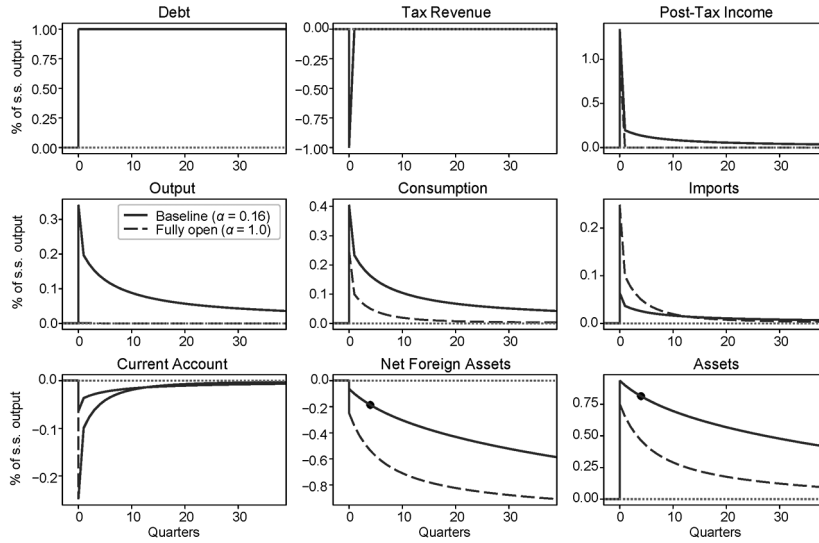 Debt
Tax Revenue
Post-Tax Income
% of s.s. output
1.00
0.75
0.50
0.25
0.00
0 10 20 30
0.00
−0.25
−0.50
−0.75
−1.00
0 10 20 30
1.0
0.5
0.0
0 10 20 30
Output
Consumption
Imports
% of s.s. output
0.3
0.2
0.1
0.0
0 10 20 30
Baseline (α = 0.16)
Fully open (α = 1.0)
0.4
0.3
0.2
0.1
0.0
0 10 20 30
0.2
0.1
0.0
0 10 20 30
Current Account
Net Foreign Assets
Assets
% of s.s. output
0.0
−0.1
−0.2
0 10 20 30
Quarters
0.0
−0.2
−0.4
−0.6
−0.8
0 10 20 30
Quarters
0.75
0.50
0.25
0.00
0 10 20 30
Quarters